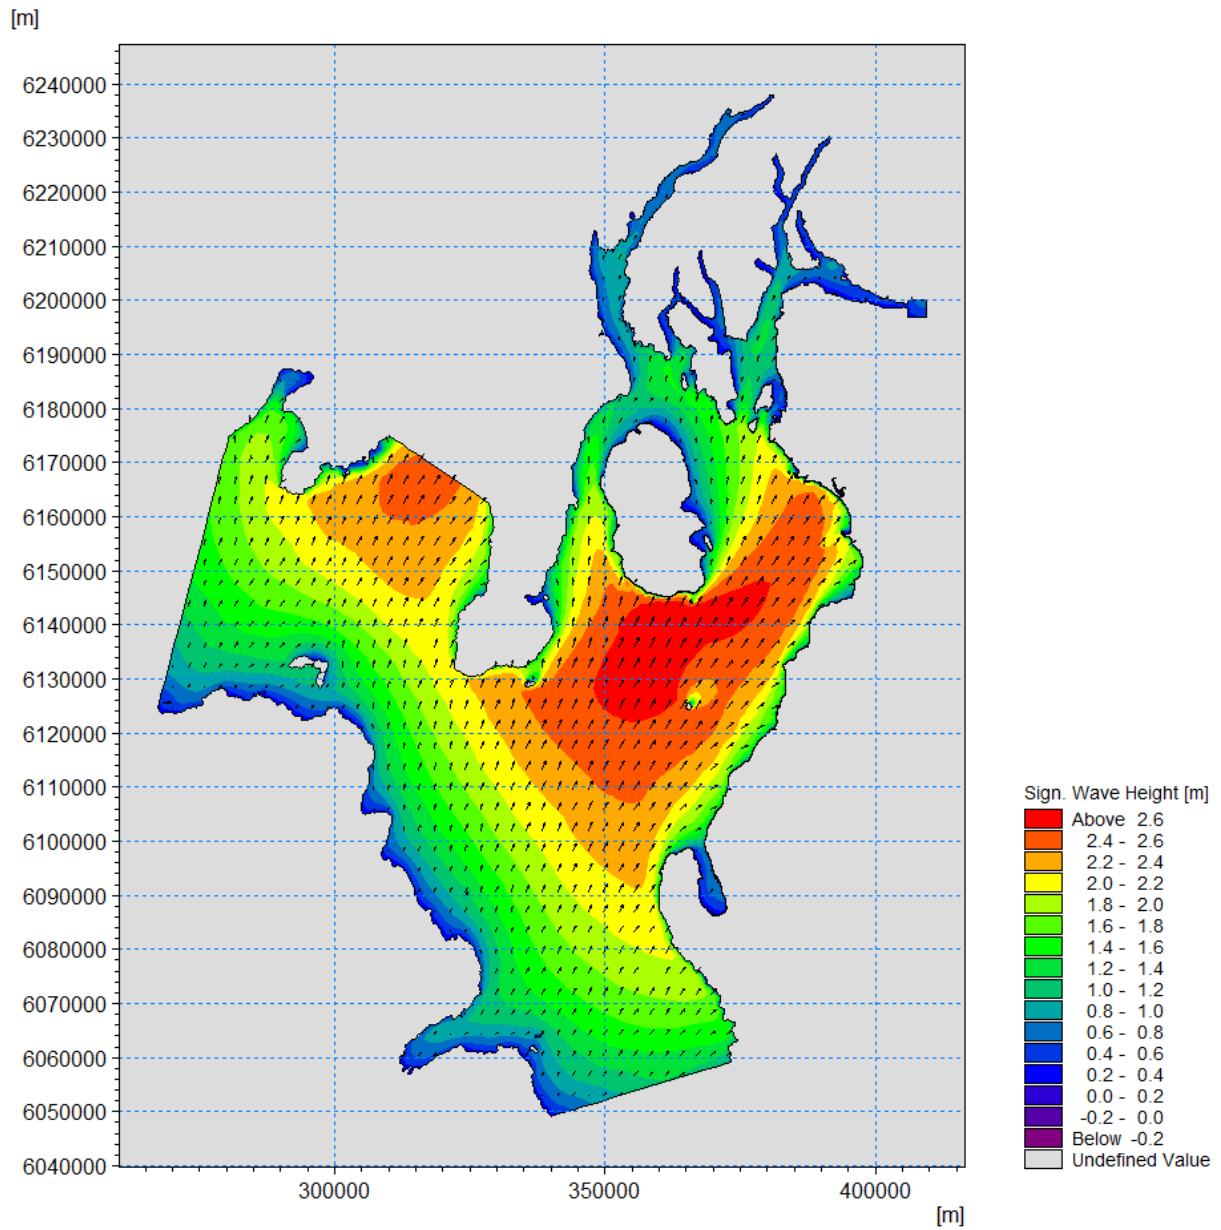 [m]
6240000
6230000
6220000
6210000
6200000
6190000
6180000
6170000
6160000
6150000
6140000
6130000
6120000
6110000
6100000
6090000
6080000
6070000
6060000
6050000
6040000
300000 350000 400000
[m]
Sign. Wave Height [m]
Above 2.6
2.4 - 2.6
2.2 - 2.4
2.0 - 2.2
1.8 - 2.0
1.6 - 1.8
1.4 - 1.6
1.2 - 1.4
1.0 - 1.2
0.8 - 1.0
0.6 - 0.8
0.4 - 0.6
0.2 - 0.4
0.0 - 0.2
-0.2 - 0.0
Below -0.2
Undefined Value